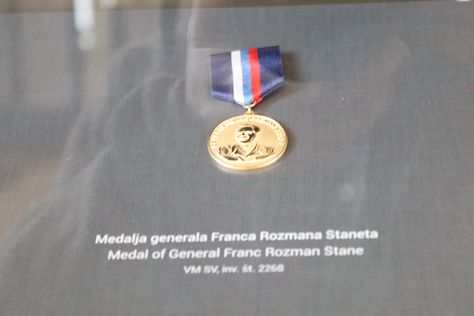 Medalja generala Franca Rozmana Staneta
Medal of General Franc Rozman Stane
VM SV, inv. št. 2268